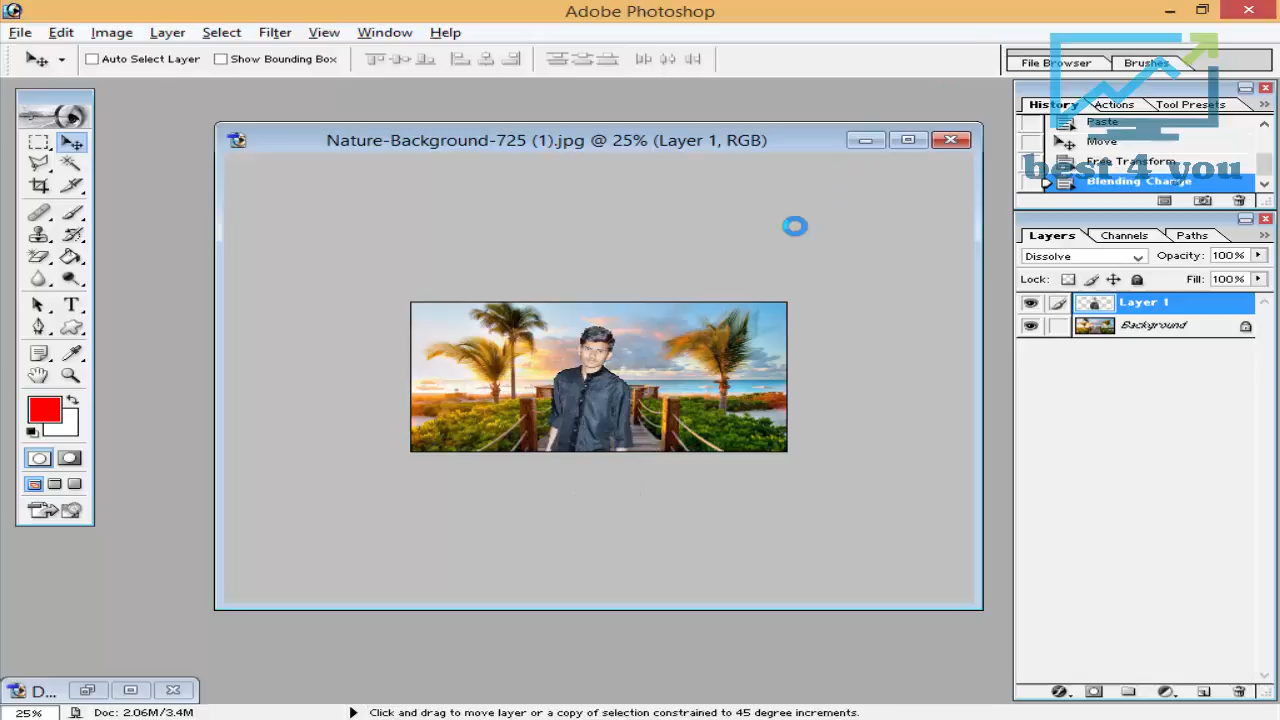 Adobe Photoshop
File Edit Image Layer Select Filter View Window Help
Auto Select Layer Show Bounding Box
File Browser Brushes
History Actions Tool Presets
Paste
Move
Free Transform
Blending Change
best 4 you
Nature-Background-725 (1).jpg @ 25% (Layer 1, RGB)
Layers Channels Paths
Dissolve Opacity: 100%
Lock: Fill: 100%
Layer 1
Background
D...
25% Doc: 2.06M/3.4M Click and drag to move layer or a copy of selection constrained to 45 degree increments.